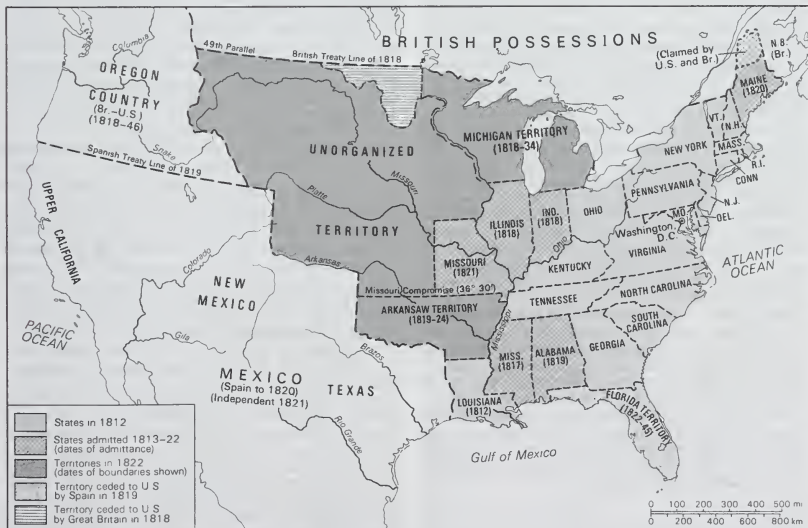 BRITISH POSSESSIONS
49th Parallel
British Treaty Line of 1818
(Claimed by
U.S. and Br.)
N.B.
(Br.)
MAINE
(1820)
Columbia
OREGON
COUNTRY
(Br.–U.S.)
(1818–46)
Snake
Spanish Treaty Line of 1819
UPPER CALIFORNIA
UNORGANIZED
TERRITORY
Missouri
Platte
Arkansas
MICHIGAN TERRITORY
(1818–34)
VT.
N.H.
MASS.
NEW YORK
R.I.
CONN
PENNSYLVANIA
N.J.
DEL.
MD.
Washington,
D.C.
ILLINOIS
(1818)
IND.
(1818)
OHIO
Ohio
VIRGINIA
MISSOURI
(1821)
KENTUCKY
Missouri Compromise (36° 30')
ARKANSAW TERRITORY
(1819–24)
TENNESSEE
NORTH CAROLINA
SOUTH
CAROLINA
Mississippi
MISS.
(1817)
ALABAMA
(1819)
GEORGIA
LOUISIANA
(1812)
FLORIDA TERRITORY
(1822–45)
ATLANTIC
OCEAN
Colorado
NEW
MEXICO
Gila
PACIFIC
OCEAN
MEXICO
(Spain to 1820)
(Independent 1821)
TEXAS
Brazos
Rio Grande
Gulf of Mexico
States in 1812
States admitted 1813–22
(dates of admittance)
Territories in 1822
(dates of boundaries shown)
Territory ceded to U S
by Spain in 1819
Territory ceded to U S
by Great Britain in 1818
0 100 200 300 400 500 mi
0 200 400 600 800 km